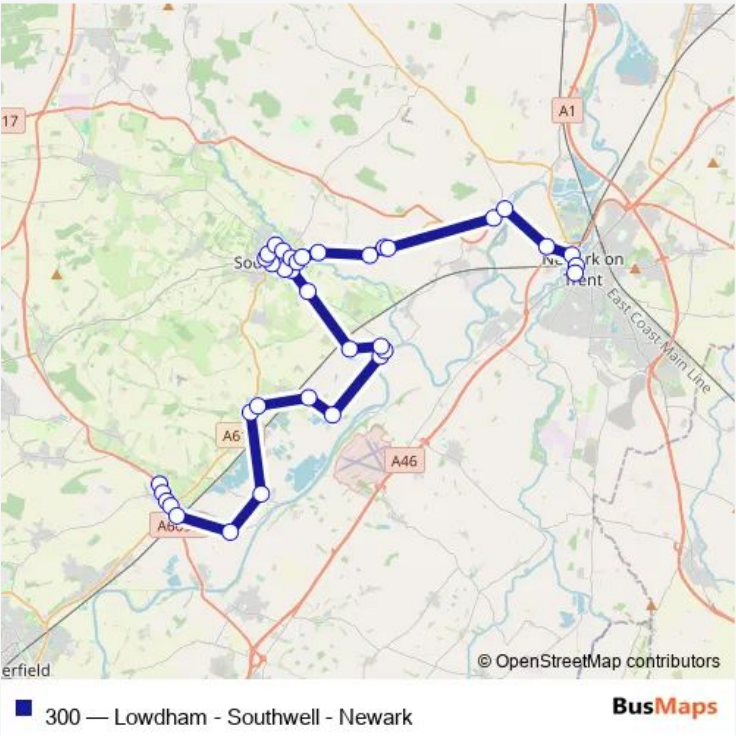 17
A1
Sou
Newark on
Trent
East Coast Main Line
A6
A46
A60
erfield
© OpenStreetMap contributors
300 — Lowdham - Southwell - Newark
BusMaps